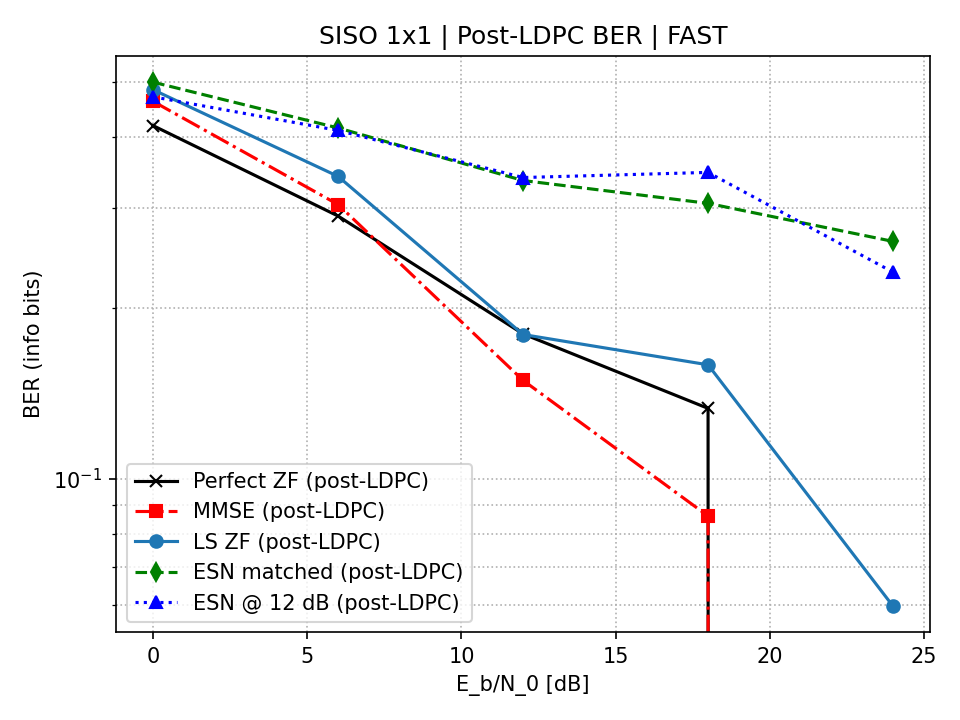 SISO 1x1 | Post-LDPC BER | FAST
BER (info bits)
10⁻¹
Perfect ZF (post-LDPC)
MMSE (post-LDPC)
LS ZF (post-LDPC)
ESN matched (post-LDPC)
ESN @ 12 dB (post-LDPC)
0 5 10 15 20 25
E_b/N_0 [dB]